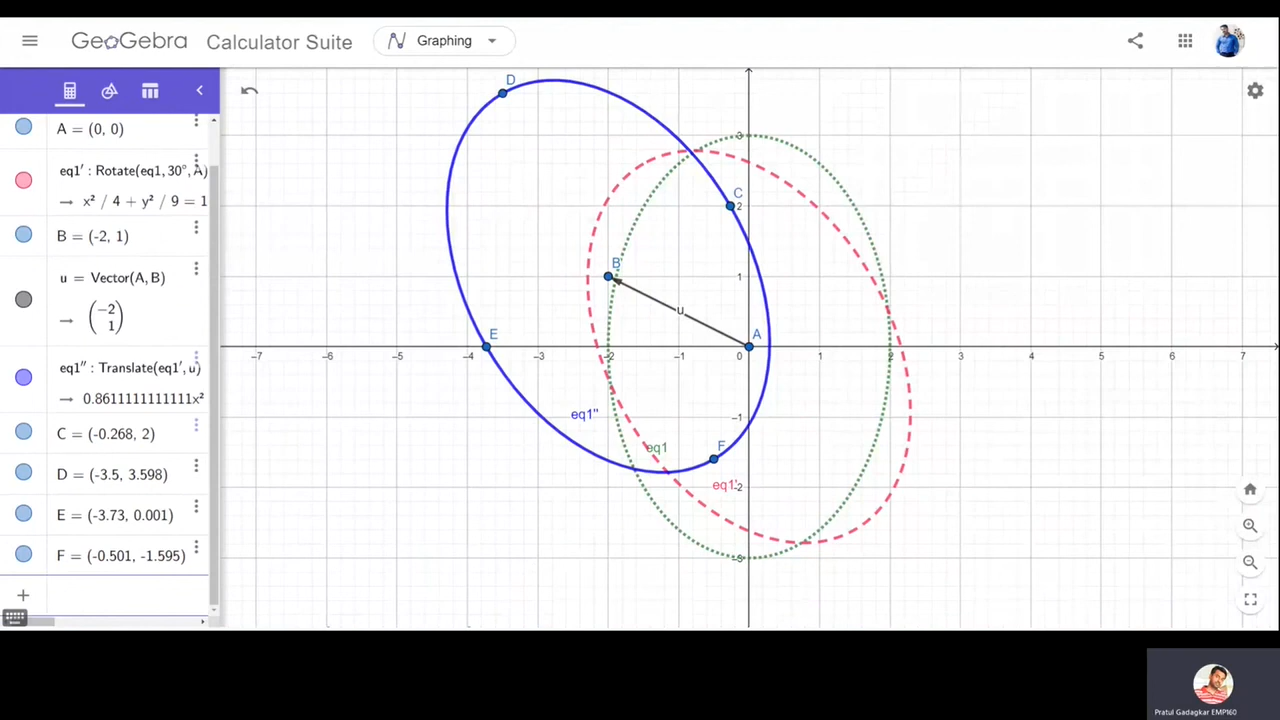 GeoGebra Calculator Suite Graphing
A = (0, 0)
eq1′ : Rotate(eq1, 30°, A)
→ x² / 4 + y² / 9 = 1
B = (-2, 1)
u = Vector(A, B)
→ (−2
1)
eq1″ : Translate(eq1′, u)
→ 0.8611111111111x²
C = (-0.268, 2)
D = (-3.5, 3.598)
E = (-3.73, 0.001)
F = (-0.501, -1.595)
D
3
C
2
B
1
u
A
E
−7 −5 −4 −3 −2 −1 0 1 2 3 4 5 6 7
eq1″
−1
eq1
F
eq1′
−2
−3
Pratul Gadagkar EMP160